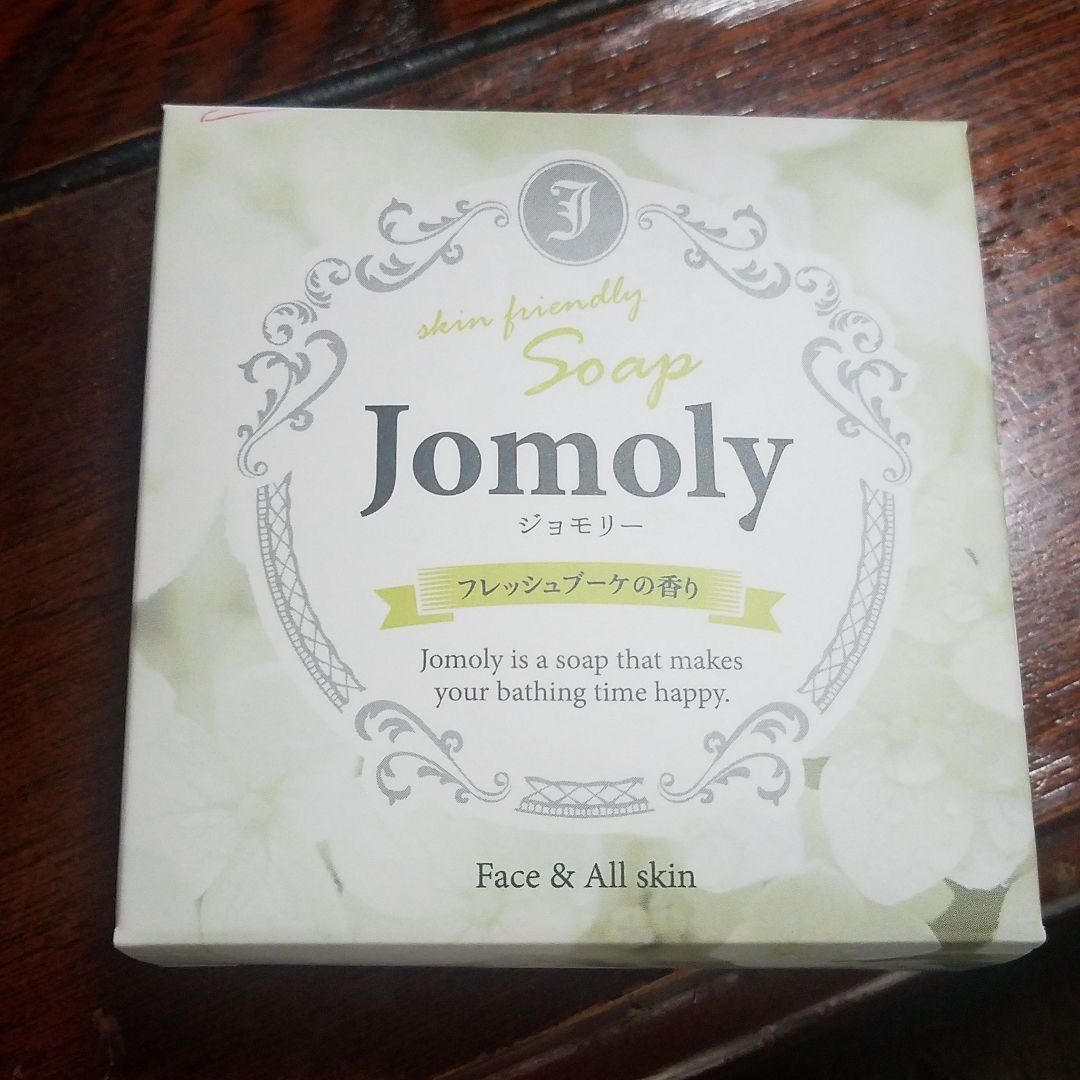 J
skin friendly
Soap
Jomoly
ジョモリー
フレッシュブーケの香り
Jomoly is a soap that makes
your bathing time happy.
Face & All skin